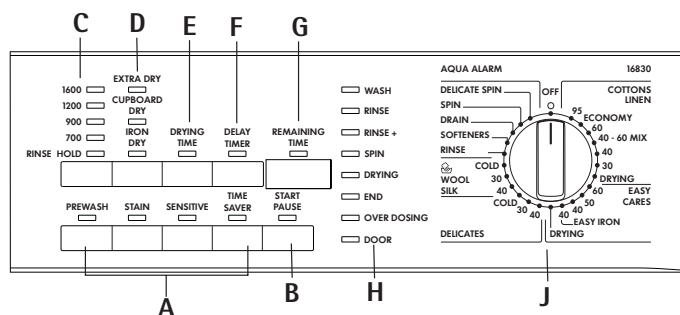 C D E F G
1600
1200
900
700
RINSE HOLD
EXTRA DRY
CUPBOARD
DRY
IRON
DRY
DRYING
TIME
DELAY
TIMER
REMAINING
TIME
PREWASH
STAIN
SENSITIVE
TIME
SAVER
START
PAUSE
A
B
WASH
RINSE
RINSE +
SPIN
DRYING
END
OVER DOSING
DOOR
H
AQUA ALARM
16830
DELICATE SPIN
SPIN
DRAIN
SOFTENERS
RINSE
COLD
30
40
WOOL
SILK
COLD
30
40
DELICATES
OFF
COTTONS
LINEN
95
ECONOMY
60
40 - 60 MIX
40
30
DRYING
60
EASY
CARES
50
40
40
EASY IRON
DRYING
J